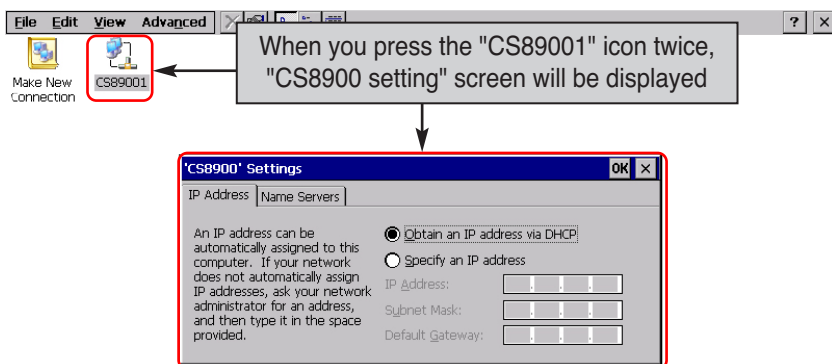 File Edit View Advanced ? ×
When you press the "CS89001" icon twice,
"CS8900 setting" screen will be displayed
Make New
Connection
CS89001
'CS8900' Settings OK ×
IP Address Name Servers
An IP address can be
automatically assigned to this
computer. If your network
does not automatically assign
IP addresses, ask your network
administrator for an address,
and then type it in the space
provided.
Obtain an IP address via DHCP
Specify an IP address
IP Address:
Subnet Mask:
Default Gateway: